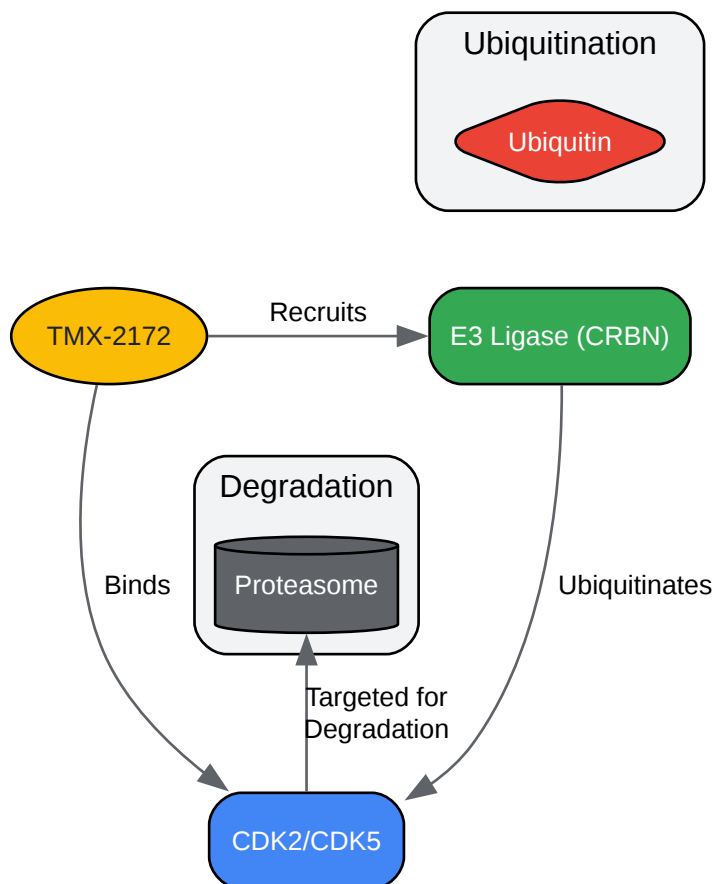 Ubiquitination
Ubiquitin
TMX-2172
Recruits
E3 Ligase (CRBN)
Degradation
Proteasome
Binds
Ubiquitinates
Targeted for
Degradation
CDK2/CDK5